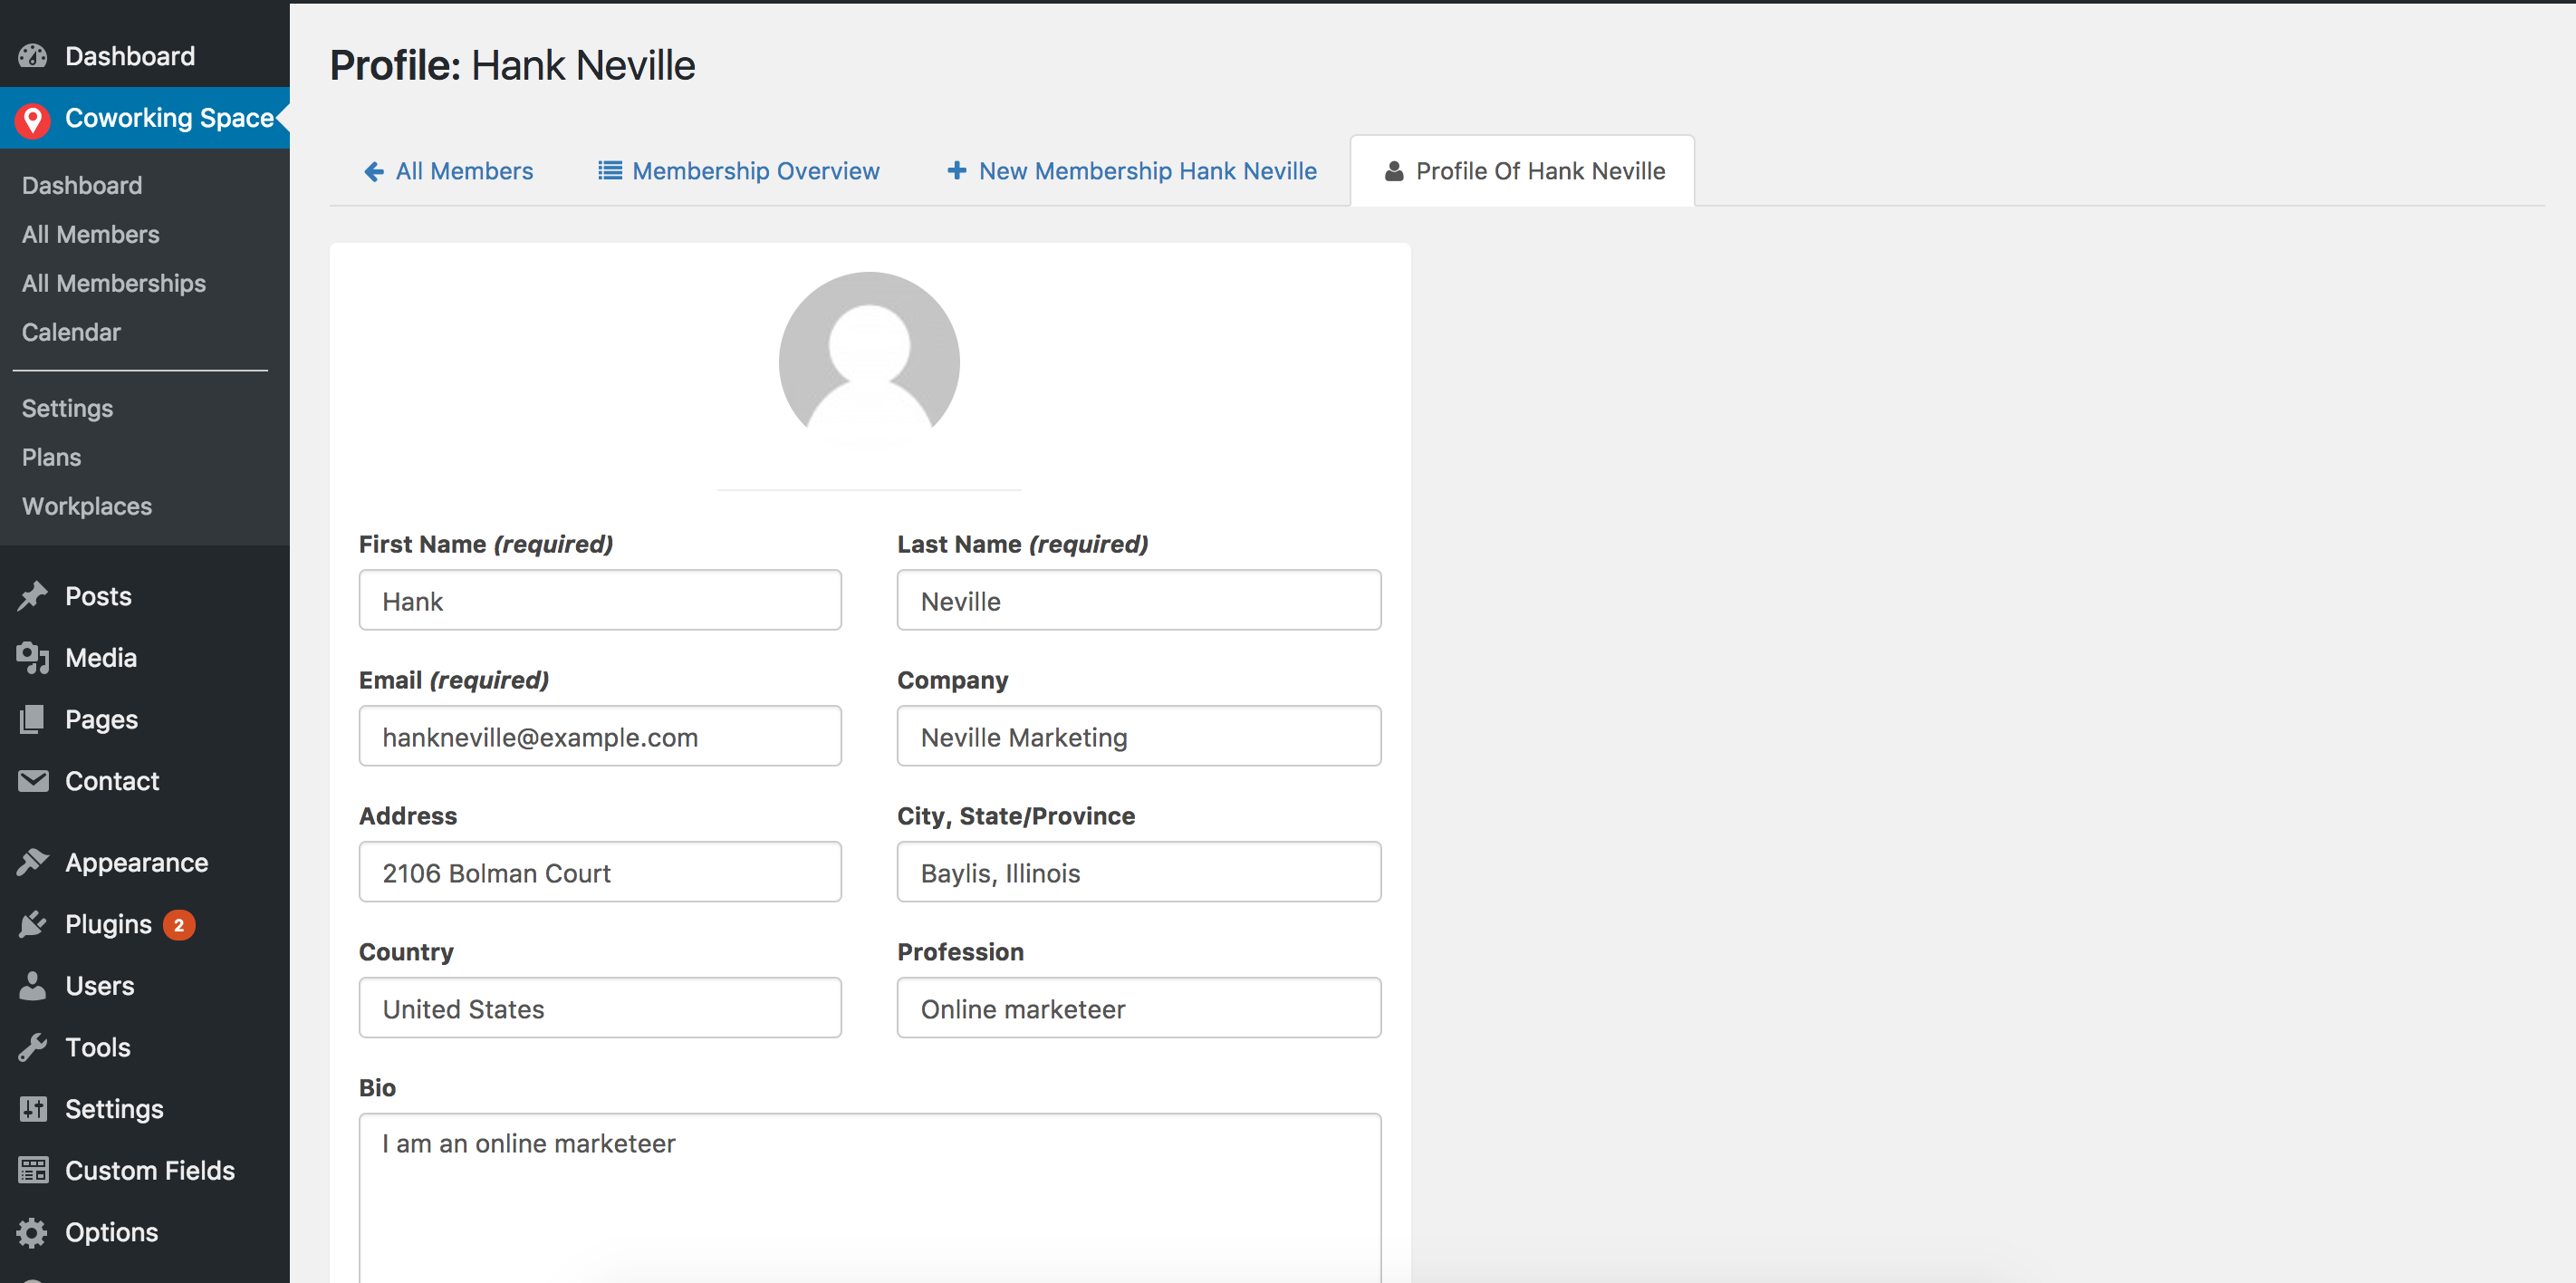 Dashboard
Coworking Space
Dashboard
All Members
All Memberships
Calendar
Settings
Plans
Workplaces
Posts
Media
Pages
Contact
Appearance
Plugins 2
Users
Tools
Settings
Custom Fields
Options
Profile: Hank Neville
All Members Membership Overview New Membership Hank Neville Profile Of Hank Neville
First Name (required) Last Name (required)
Hank Neville
Email (required) Company
hankneville@example.com Neville Marketing
Address City, State/Province
2106 Bolman Court Baylis, Illinois
Country Profession
United States Online marketeer
Bio
I am an online marketeer